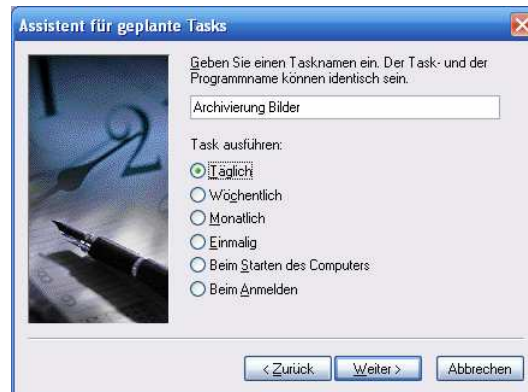 Assistent für geplante Tasks
Geben Sie einen Tasknamen ein. Der Task- und der
Programmname können identisch sein.
Archivierung Bilder
Task ausführen:
Täglich
Wöchentlich
Monatlich
Einmalig
Beim Starten des Computers
Beim Anmelden
< Zurück
Weiter >
Abbrechen